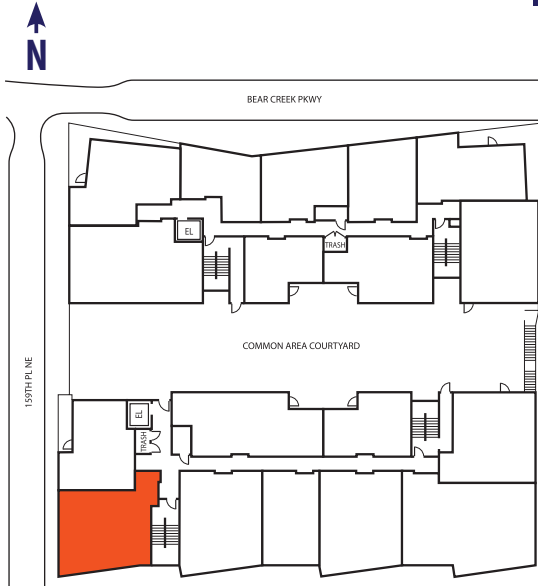 N
BEAR CREEK PKWY
EL
TRASH
COMMON AREA COURTYARD
159TH PL NE
EL
TRASH